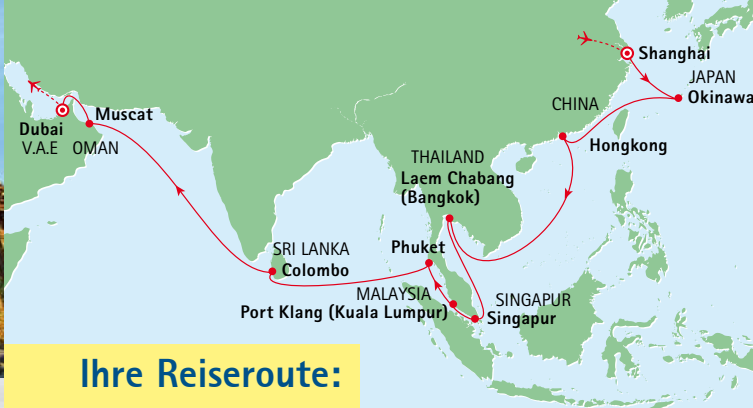 Shanghai
JAPAN
Okinawa
CHINA
Hongkong
Muscat
Dubai
V.A.E OMAN
THAILAND
Laem Chabang
(Bangkok)
Phuket
SRI LANKA
Colombo
MALAYSIA
Port Klang (Kuala Lumpur)
SINGAPUR
Singapur
Ihre Reiseroute: